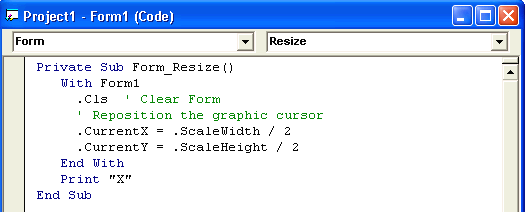 Project1 - Form1 (Code)
Form Resize
Private Sub Form_Resize()
With Form1
.Cls ' Clear Form
' Reposition the graphic cursor
.CurrentX = .ScaleWidth / 2
.CurrentY = .ScaleHeight / 2
End With
Print "X"
End Sub